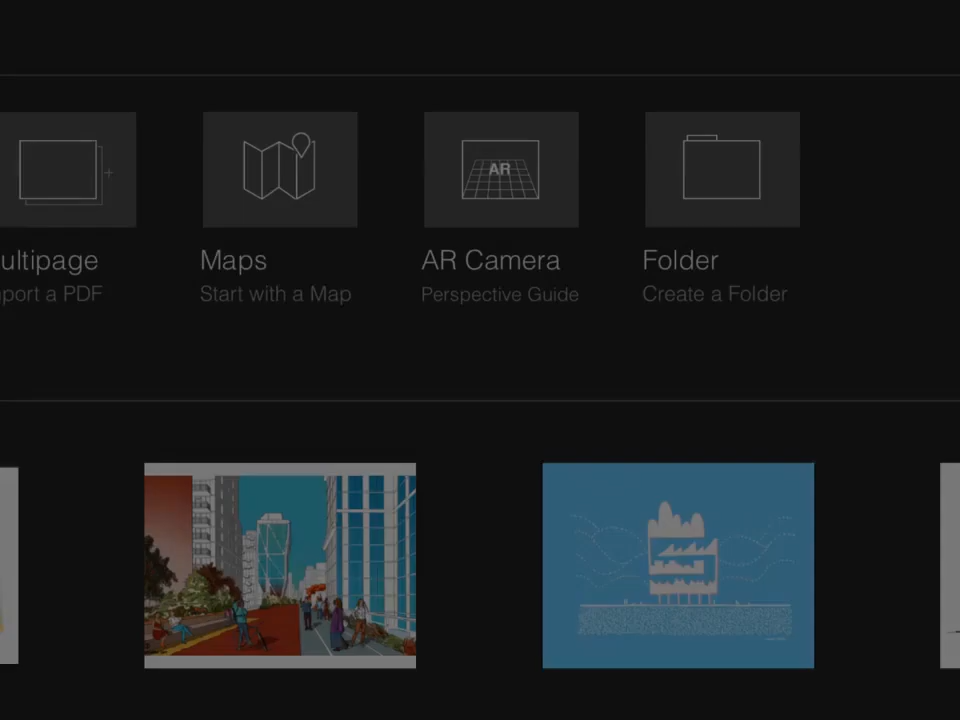 AR
ultipage
Maps
AR Camera
Folder
port a PDF
Start with a Map
Perspective Guide
Create a Folder